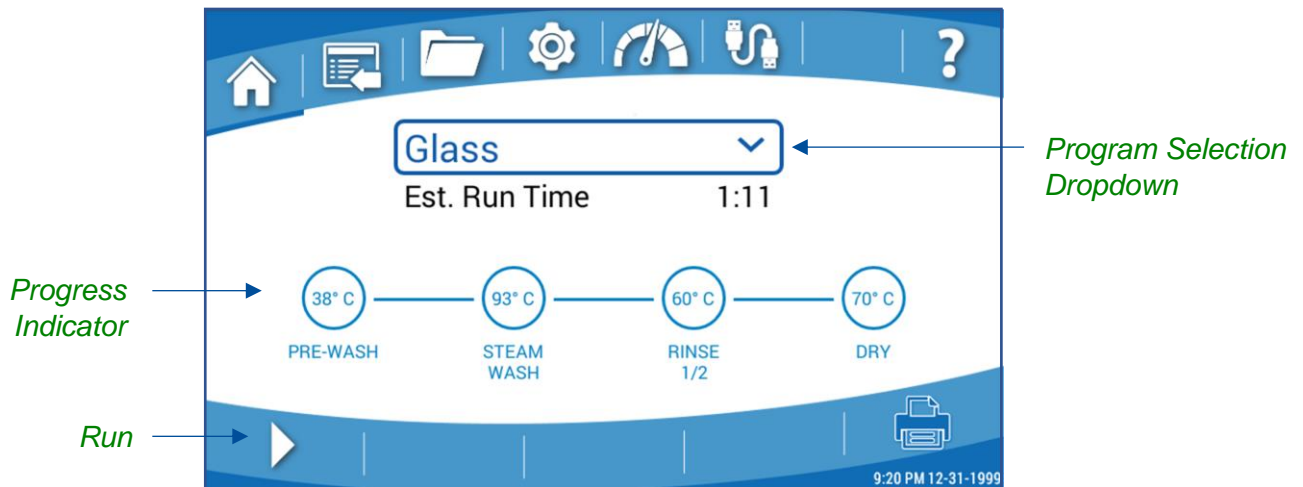 ?
Glass
Est. Run Time 1:11
Program Selection
Dropdown
Progress
Indicator
38° C
93° C
60° C
70° C
PRE-WASH
STEAM
WASH
RINSE
1/2
DRY
Run
9:20 PM 12-31-1999